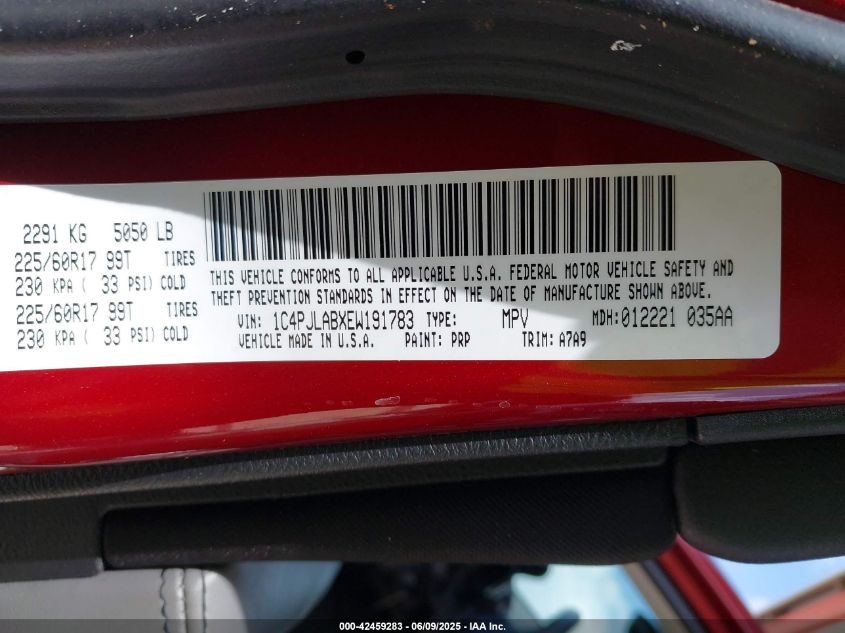 2291 KG 5050 LB
225/60R17 99T TIRES
230 KPA ( 33 PSI) COLD
225/60R17 99T TIRES
230 KPA ( 33 PSI) COLD
THIS VEHICLE CONFORMS TO ALL APPLICABLE U.S.A. FEDERAL MOTOR VEHICLE SAFETY AND
THEFT PREVENTION STANDARDS IN EFFECT ON THE DATE OF MANUFACTURE SHOWN ABOVE.
VIN: 1C4PJLABXEW191783 TYPE: MPV MDH:012221 035AA
VEHICLE MADE IN U.S.A. PAINT: PRP TRIM: A7A9
000-42459283 - 06/09/2025 - IAA Inc.